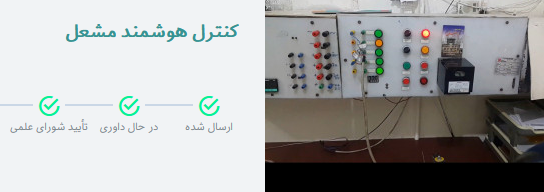 کنترل هوشمند مشعل
ارسال شده
در حال داوری
تأیید شورای علمی